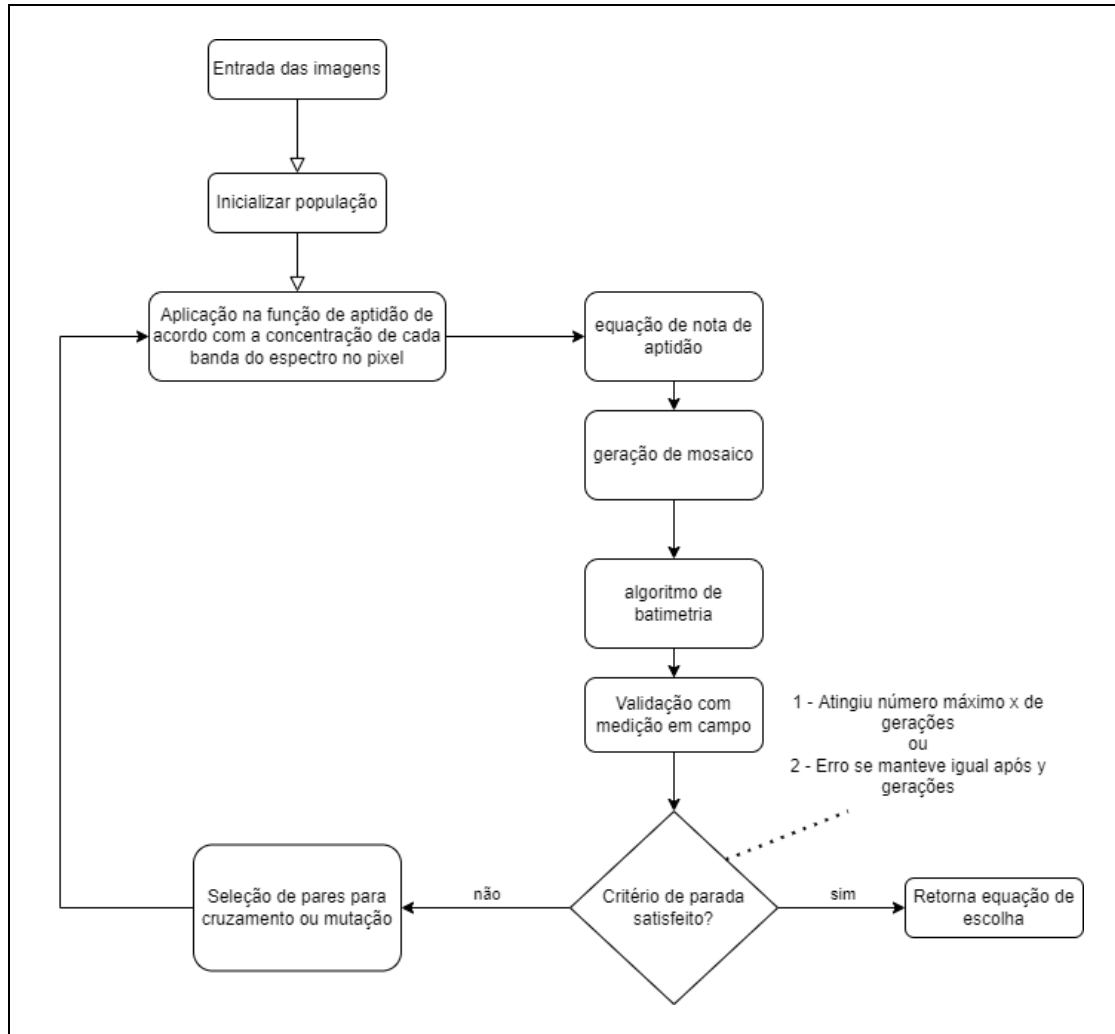 Entrada das imagens
Inicializar população
Aplicação na função de aptidão de
acordo com a concentração de cada
banda do espectro no pixel
equação de nota de
aptidão
geração de mosaico
algoritmo de
batimetria
Validação com
medição em campo
1 - Atingiu número máximo x de
gerações
ou
2 - Erro se manteve igual após y
gerações
Critério de parada
satisfeito?
não
sim
Seleção de pares para
cruzamento ou mutação
Retorna equação de
escolha